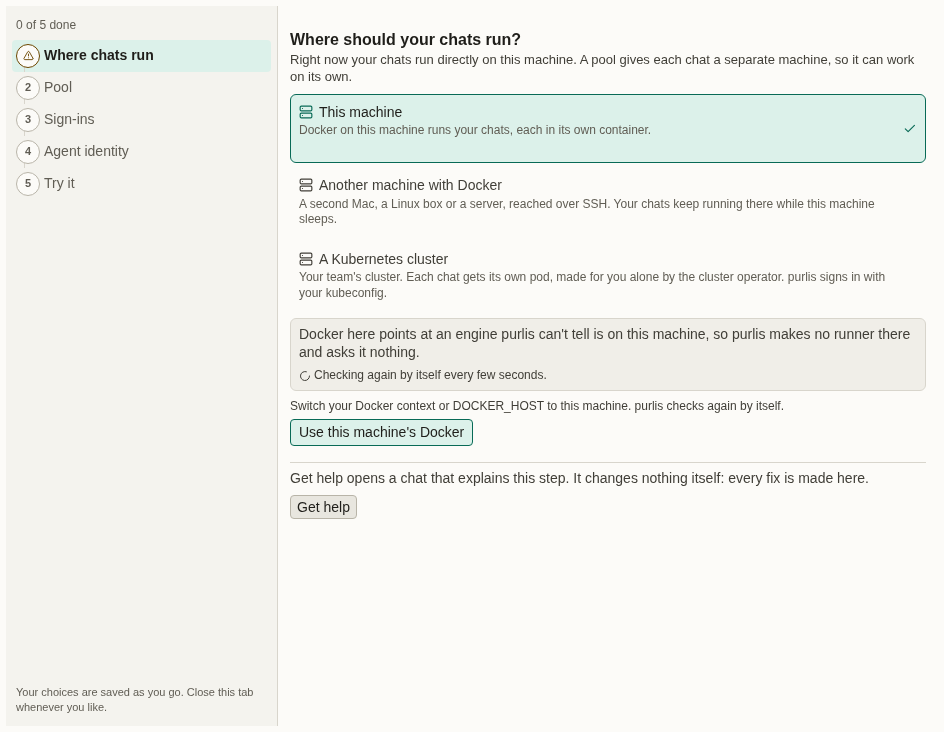 0 of 5 done
Where chats run
2 Pool
3 Sign-ins
4 Agent identity
5 Try it
Your choices are saved as you go. Close this tab
whenever you like.
Where should your chats run?
Right now your chats run directly on this machine. A pool gives each chat a separate machine, so it can work
on its own.
This machine
Docker on this machine runs your chats, each in its own container.
Another machine with Docker
A second Mac, a Linux box or a server, reached over SSH. Your chats keep running there while this machine
sleeps.
A Kubernetes cluster
Your team's cluster. Each chat gets its own pod, made for you alone by the cluster operator. purlis signs in with
your kubeconfig.
Docker here points at an engine purlis can't tell is on this machine, so purlis makes no runner there
and asks it nothing.
Checking again by itself every few seconds.
Switch your Docker context or DOCKER_HOST to this machine. purlis checks again by itself.
Use this machine's Docker
Get help opens a chat that explains this step. It changes nothing itself: every fix is made here.
Get help